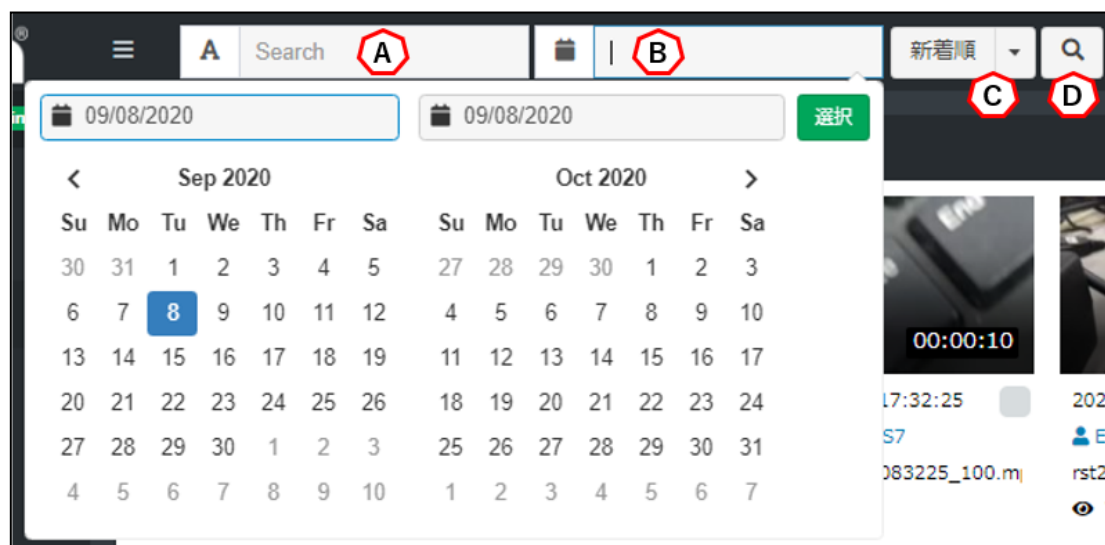 ®
A Search A B 新着順 C D
in 09/08/2020 09/08/2020 選択
Sep 2020 Oct 2020
Su Mo Tu We Th Fr Sa Su Mo Tu We Th Fr Sa
30 31 1 2 3 4 5 27 28 29 30 1 2 3
End
6 7 8 9 10 11 12 4 5 6 7 8 9 10
00:00:10
13 14 15 16 17 18 19 11 12 13 14 15 16 17
20 21 22 23 24 25 26 18 19 20 21 22 23 24
17:32:25 202
27 28 29 30 1 2 3 25 26 27 28 29 30 31
S7 E
083225_100.m rst2
4 5 6 7 8 9 10 1 2 3 4 5 6 7